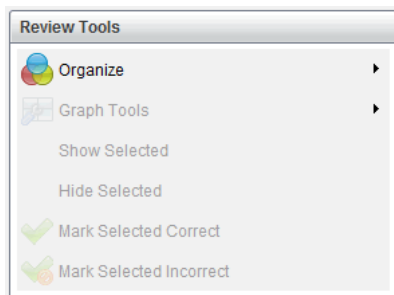 Review Tools
Organize
Graph Tools
Show Selected
Hide Selected
Mark Selected Correct
Mark Selected Incorrect